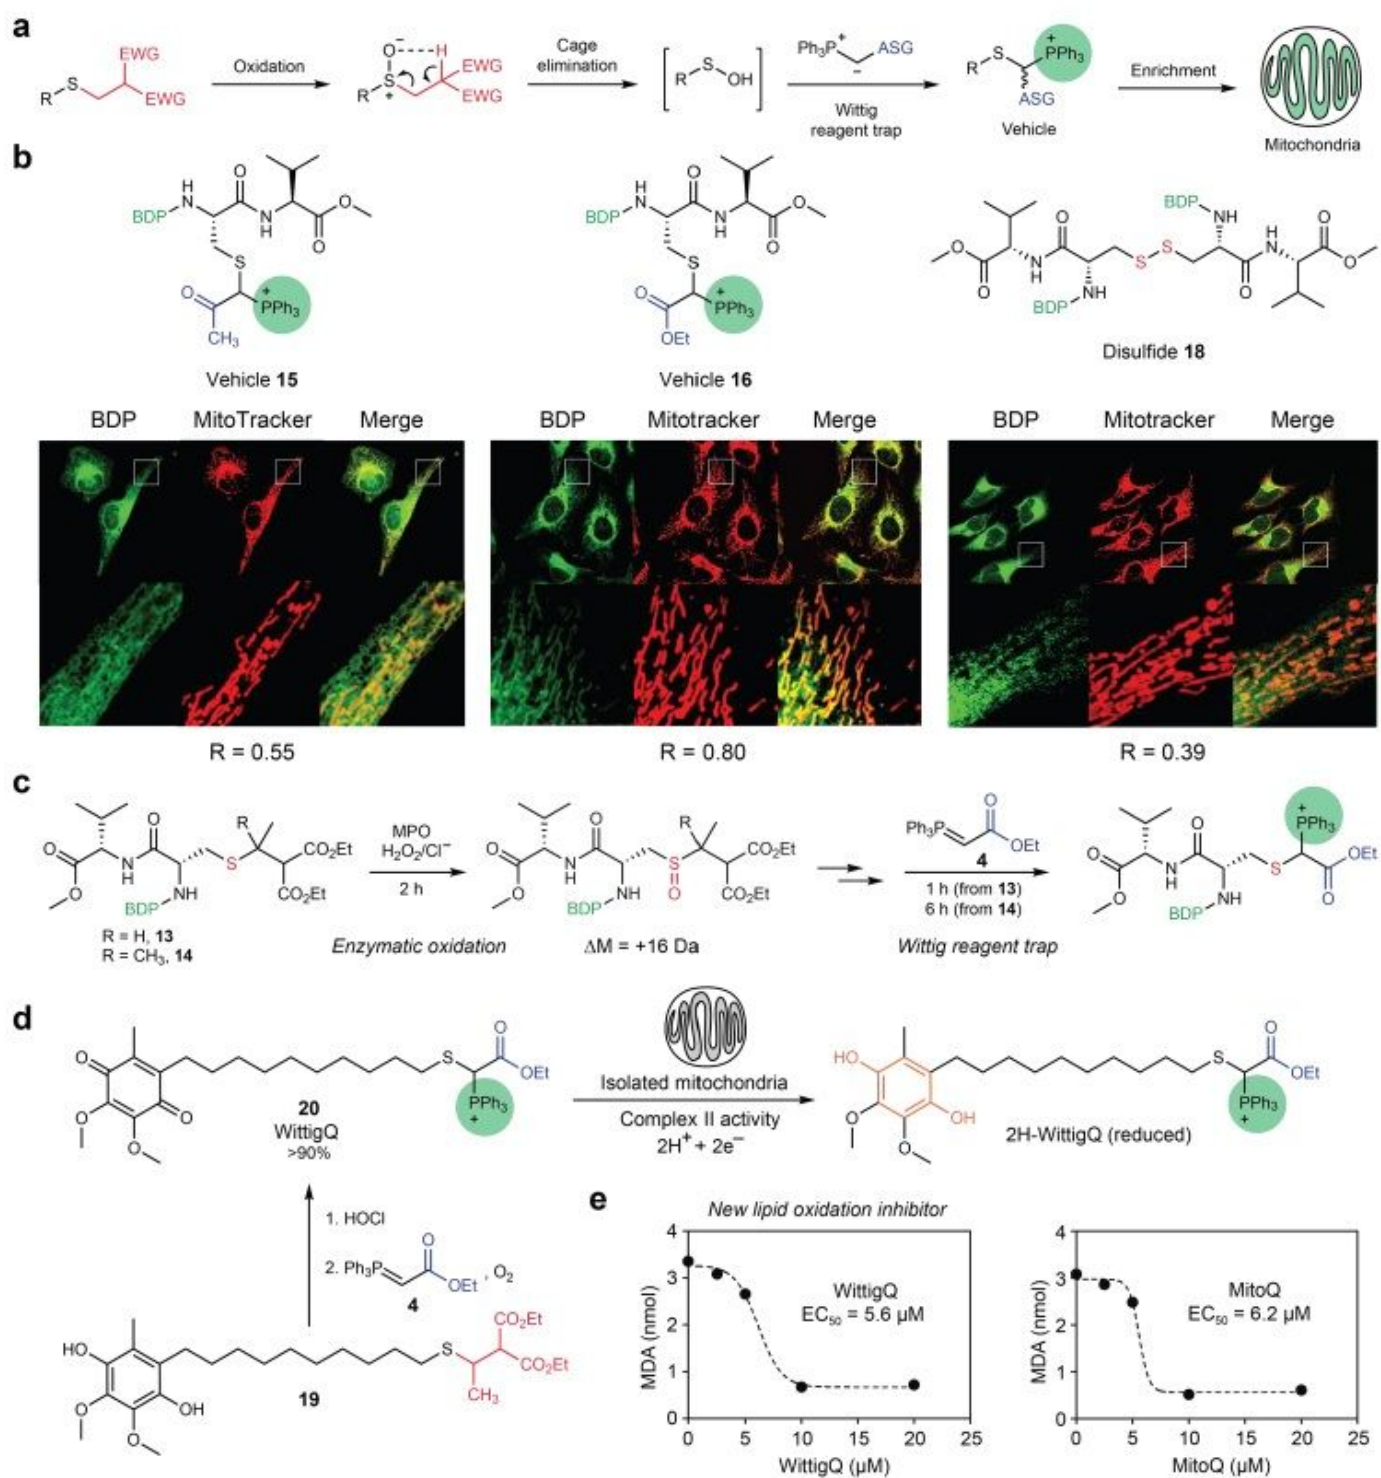 a
EWG
S
R
EWG
Oxidation
O−
H
EWG
S
+
R
EWG
Cage
elimination
R
S
OH
Ph3P+
ASG
−
Wittig
reagent trap
S
R
+
PPh3
ASG
Vehicle
Enrichment
Mitochondria
b
H
N
BDP
O
N
H
O
O
S
O
+
PPh3
CH3
Vehicle 15
H
N
BDP
O
N
H
O
O
S
O
+
PPh3
OEt
Vehicle 16
O
O
N
H
O
S
S
BDP
NH
NH
BDP
H
N
O
O
O
Disulfide 18
BDP MitoTracker Merge
BDP Mitotracker Merge
BDP Mitotracker Merge
R = 0.55
R = 0.80
R = 0.39
c
O
O
N
H
O
R
S
CO2Et
CO2Et
NH
BDP
R = H, 13
R = CH3, 14
MPO
H2O2/Cl−
2 h
Enzymatic oxidation
O
O
N
H
O
R
S
O
CO2Et
CO2Et
NH
BDP
ΔM = +16 Da
Ph3P
O
OEt
4
1 h (from 13)
6 h (from 14)
Wittig reagent trap
O
O
N
H
O
S
+
PPh3
OEt
O
NH
BDP
d
O
O
O
O
S
O
OEt
PPh3
+
20
WittigQ
>90%
Isolated mitochondria
Complex II activity
2H+ + 2e−
HO
OH
O
O
S
O
OEt
PPh3
+
2H-WittigQ (reduced)
1. HOCl
2. Ph3P
O
OEt , O2
4
HO
OH
O
O
S
CO2Et
CO2Et
CH3
19
e
New lipid oxidation inhibitor
MDA (nmol)
4
3
2
1
0
WittigQ
EC50 = 5.6 µM
0 5 10 15 20 25
WittigQ (µM)
MDA (nmol)
4
3
2
1
0
MitoQ
EC50 = 6.2 µM
0 5 10 15 20 25
MitoQ (µM)